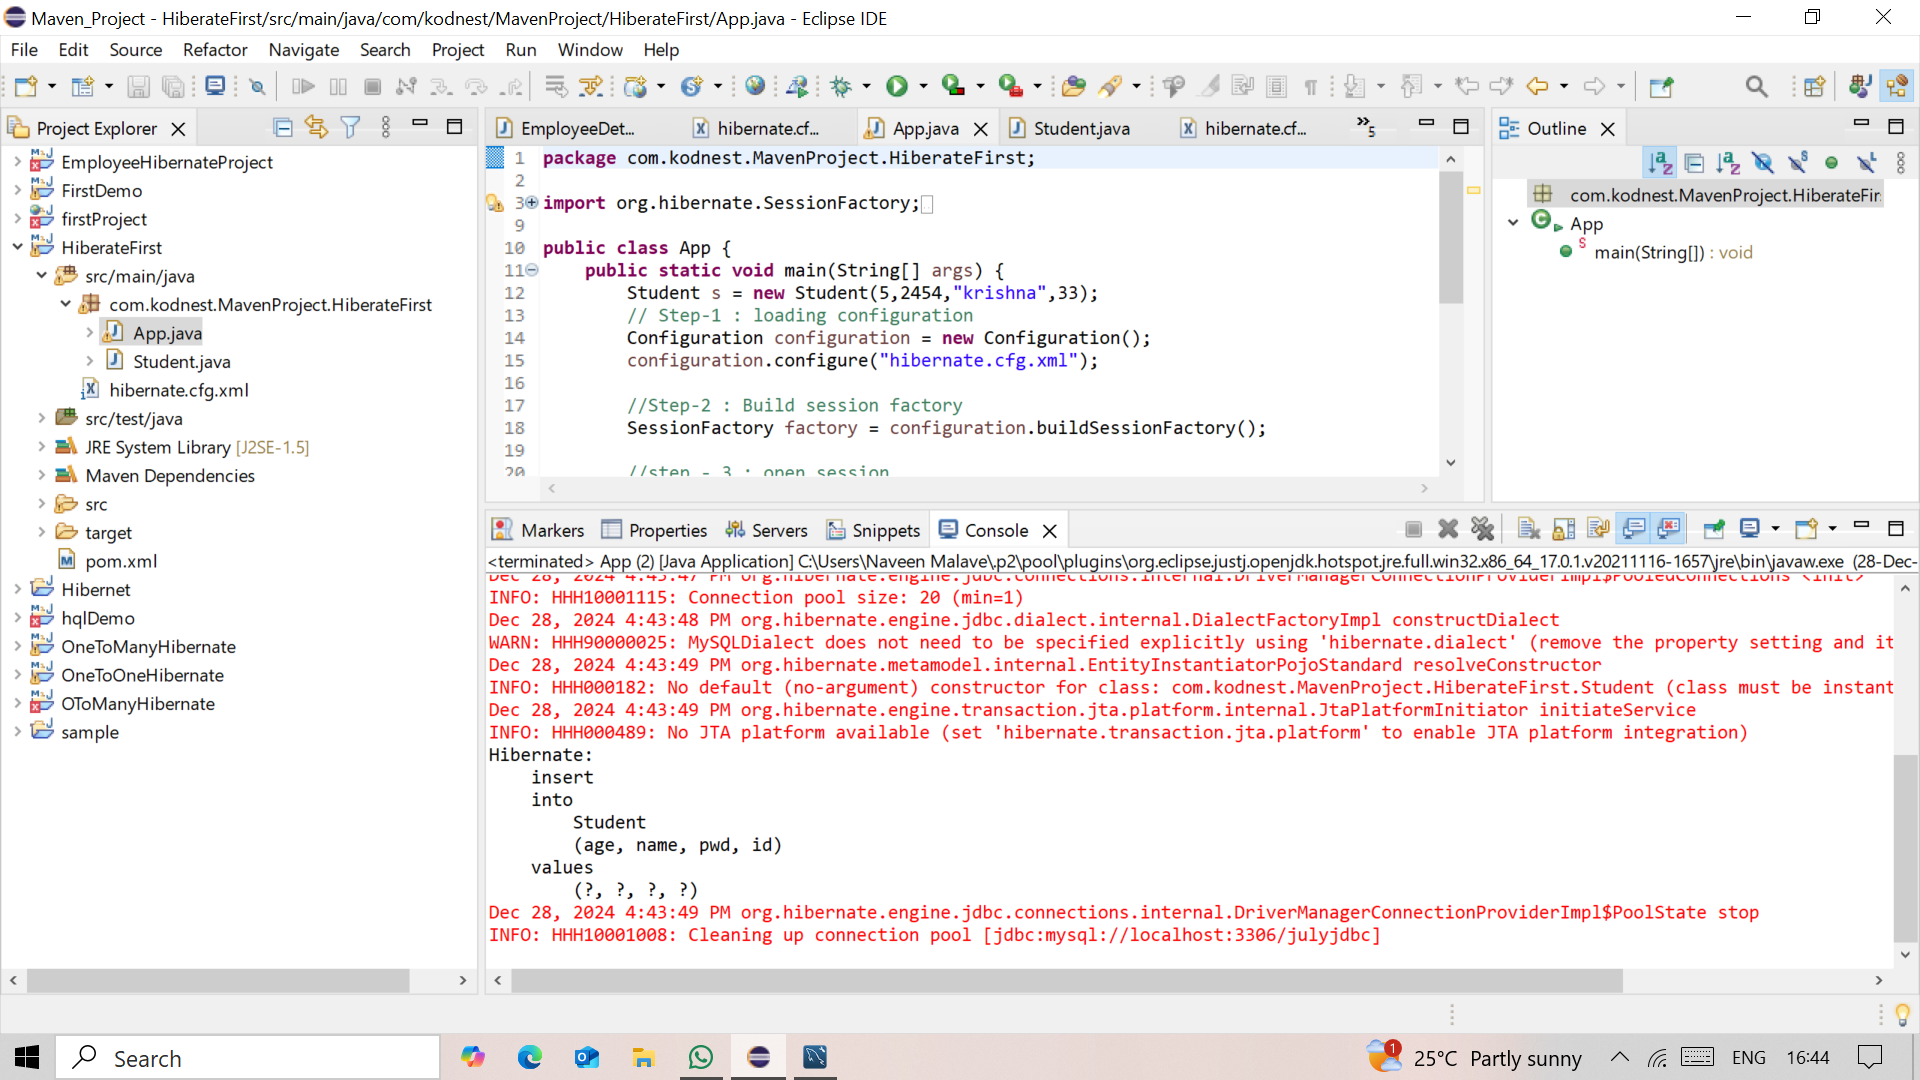 Maven_Project - HiberateFirst/src/main/java/com/kodnest/MavenProject/HiberateFirst/App.java - Eclipse IDE
File Edit Source Refactor Navigate Search Project Run Window Help
Project Explorer
EmployeeHibernateProject
FirstDemo
firstProject
HiberateFirst
src/main/java
com.kodnest.MavenProject.HiberateFirst
App.java
Student.java
hibernate.cfg.xml
src/test/java
JRE System Library [J2SE-1.5]
Maven Dependencies
src
target
pom.xml
Hibernet
hqlDemo
OneToManyHibernate
OneToOneHibernate
OToManyHibernate
sample
EmployeeDet... hibernate.cf... App.java Student.java hibernate.cf... »5
1 package com.kodnest.MavenProject.HiberateFirst;
2
3 import org.hibernate.SessionFactory;
9
10 public class App {
11 public static void main(String[] args) {
12 Student s = new Student(5,2454,"krishna",33);
13 // Step-1 : loading configuration
14 Configuration configuration = new Configuration();
15 configuration.configure("hibernate.cfg.xml");
16
17 //Step-2 : Build session factory
18 SessionFactory factory = configuration.buildSessionFactory();
19
20 //step - 3 : open session
Outline
com.kodnest.MavenProject.HiberateFir
App
main(String[]) : void
Markers Properties Servers Snippets Console
<terminated> App (2) [Java Application] C:\Users\Naveen Malave\.p2\pool\plugins\org.eclipse.justj.openjdk.hotspot.jre.full.win32.x86_64_17.0.1.v20211116-1657\jre\bin\javaw.exe (28-Dec-
Dec 28, 2024 4:43:47 PM org.hibernate.engine.jdbc.connections.internal.DriverManagerConnectionProviderImpl$PooledConnections <init>
INFO: HHH10001115: Connection pool size: 20 (min=1)
Dec 28, 2024 4:43:48 PM org.hibernate.engine.jdbc.dialect.internal.DialectFactoryImpl constructDialect
WARN: HHH90000025: MySQLDialect does not need to be specified explicitly using 'hibernate.dialect' (remove the property setting and it
Dec 28, 2024 4:43:49 PM org.hibernate.metamodel.internal.EntityInstantiatorPojoStandard resolveConstructor
INFO: HHH000182: No default (no-argument) constructor for class: com.kodnest.MavenProject.HiberateFirst.Student (class must be instant
Dec 28, 2024 4:43:49 PM org.hibernate.engine.transaction.jta.platform.internal.JtaPlatformInitiator initiateService
INFO: HHH000489: No JTA platform available (set 'hibernate.transaction.jta.platform' to enable JTA platform integration)
Hibernate:
insert
into
Student
(age, name, pwd, id)
values
(?, ?, ?, ?)
Dec 28, 2024 4:43:49 PM org.hibernate.engine.jdbc.connections.internal.DriverManagerConnectionProviderImpl$PoolState stop
INFO: HHH10001008: Cleaning up connection pool [jdbc:mysql://localhost:3306/julyjdbc]
Search
1 25°C Partly sunny ENG 16:44